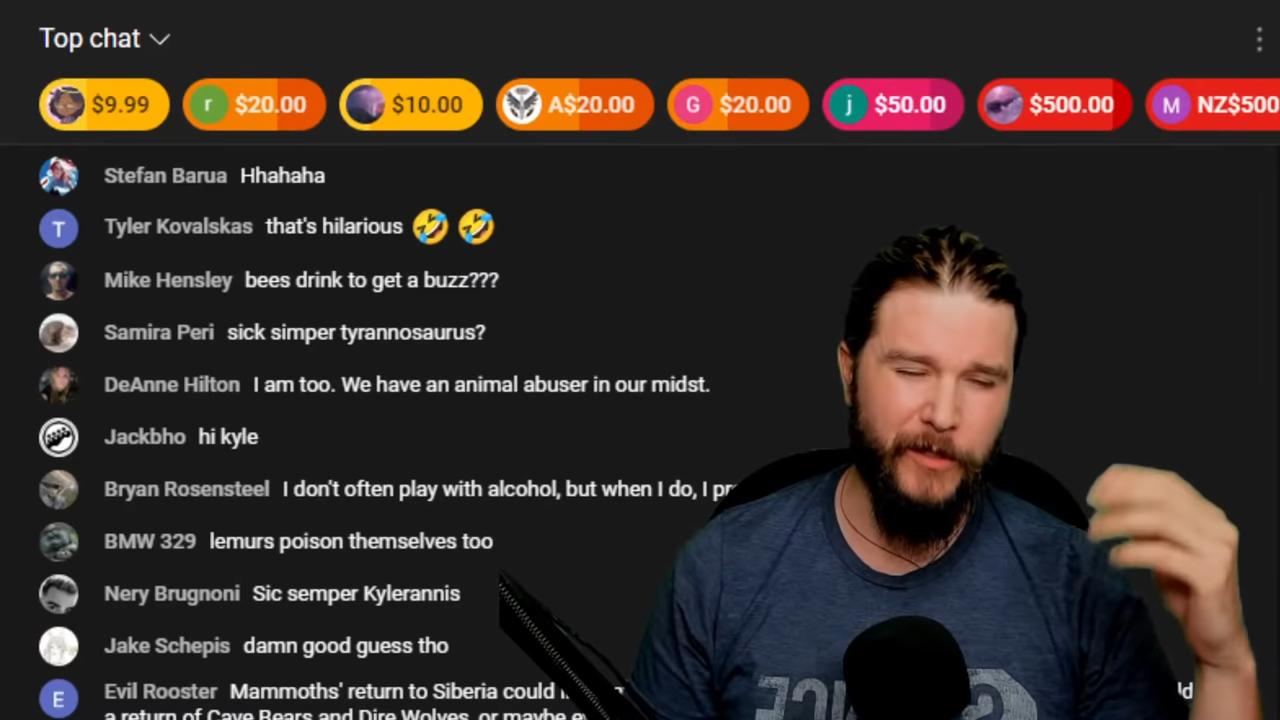 Top chat
$9.99 r $20.00 $10.00 A$20.00 G $20.00 j $50.00 $500.00 M NZ$500
Stefan Barua Hhahaha
T Tyler Kovalskas that's hilarious 🤣 🤣
Mike Hensley bees drink to get a buzz???
Samira Peri sick simper tyrannosaurus?
DeAnne Hilton I am too. We have an animal abuser in our midst.
Jackbho hi kyle
Bryan Rosensteel I don't often play with alcohol, but when I do, I
BMW 329 lemurs poison themselves too
Nery Brugnoni Sic semper Kylerannis
Jake Schepis damn good guess tho
E Evil Rooster Mammoths' return to Siberia could
a return of Cave Bears and Dire Wolves, or maybe